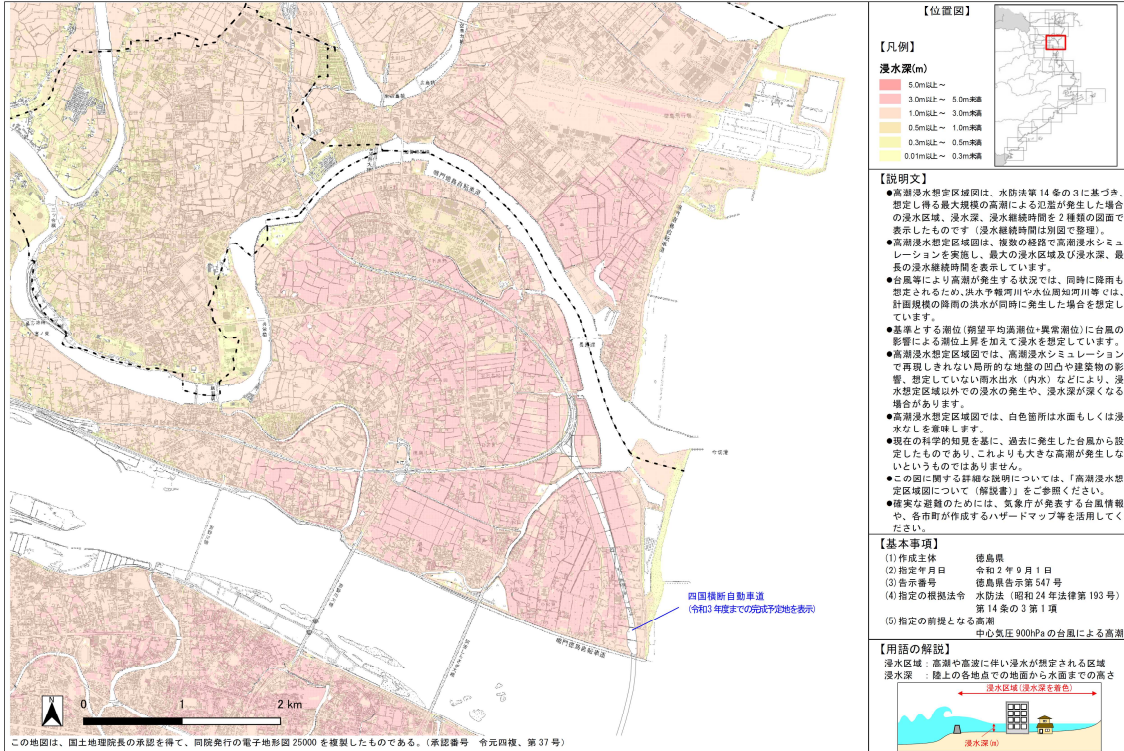 【位置図】
【凡例】
浸水深(m)
5.0m以上～
3.0m以上～ 5.0m未満
1.0m以上～ 3.0m未満
0.5m以上～ 1.0m未満
0.3m以上～ 0.5m未満
0.01m以上～ 0.3m未満
【説明文】
●高潮浸水想定区域図は、水防法第14条の3に基づき、
想定し得る最大規模の高潮による氾濫が発生した場合
の浸水区域、浸水深、浸水継続時間を2種類の図面で
表示したものです（浸水継続時間は別図で整理）。
●高潮浸水想定区域図は、複数の経路で高潮浸水シミュ
レーションを実施し、最大の浸水区域及び浸水深、最
長の浸水継続時間を表示しています。
●台風等により高潮が発生する状況では、同時に降雨も
想定されるため、洪水予報河川や水位周知河川等では、
計画規模の降雨の洪水が同時に発生した場合を想定し
ています。
●基準とする潮位(朔望平均満潮位+異常潮位)に台風の
影響による潮位上昇を加えて浸水を想定しています。
●高潮浸水想定区域図では、高潮浸水シミュレーション
で再現しきれない局所的な地盤の凹凸や建築物の影
響、想定していない雨水出水（内水）などにより、浸
水想定区域以外での浸水の発生や、浸水深が深くなる
場合があります。
●高潮浸水想定区域図では、白色箇所は水面もしくは浸
水なしを意味します。
●現在の科学的知見を基に、過去に発生した台風から設
定したものであり、これよりも大きな高潮が発生しな
いというものではありません。
●この図に関する詳細な説明については、「高潮浸水想
定区域図について（解説書）」をご参照ください。
●確実な避難のためには、気象庁が発表する台風情報
や、各市町が作成するハザードマップ等を活用してく
ださい。
【基本事項】
(1)作成主体 徳島県
(2)指定年月日 令和2年9月1日
(3)告示番号 徳島県告示第547号
(4)指定の根拠法令 水防法（昭和24年法律第193号）
第14条の3第1項
(5)指定の前提となる高潮
中心気圧900hPaの台風による高潮
【用語の解説】
浸水区域：高潮や高波に伴い浸水が想定される区域
浸水深 ：陸上の各地点での地面から水面までの高さ
浸水区域(浸水深を着色)
浸水深(m)
鳴門徳島自転車道
今切港
四国横断自動車道
(令和3年度までの完成予定地を表示)
鳴門徳島自転車道
N
0 1 2 km
この地図は、国土地理院長の承認を得て、同院発行の電子地形図25000を複製したものである。（承認番号 令元四複、第37号）